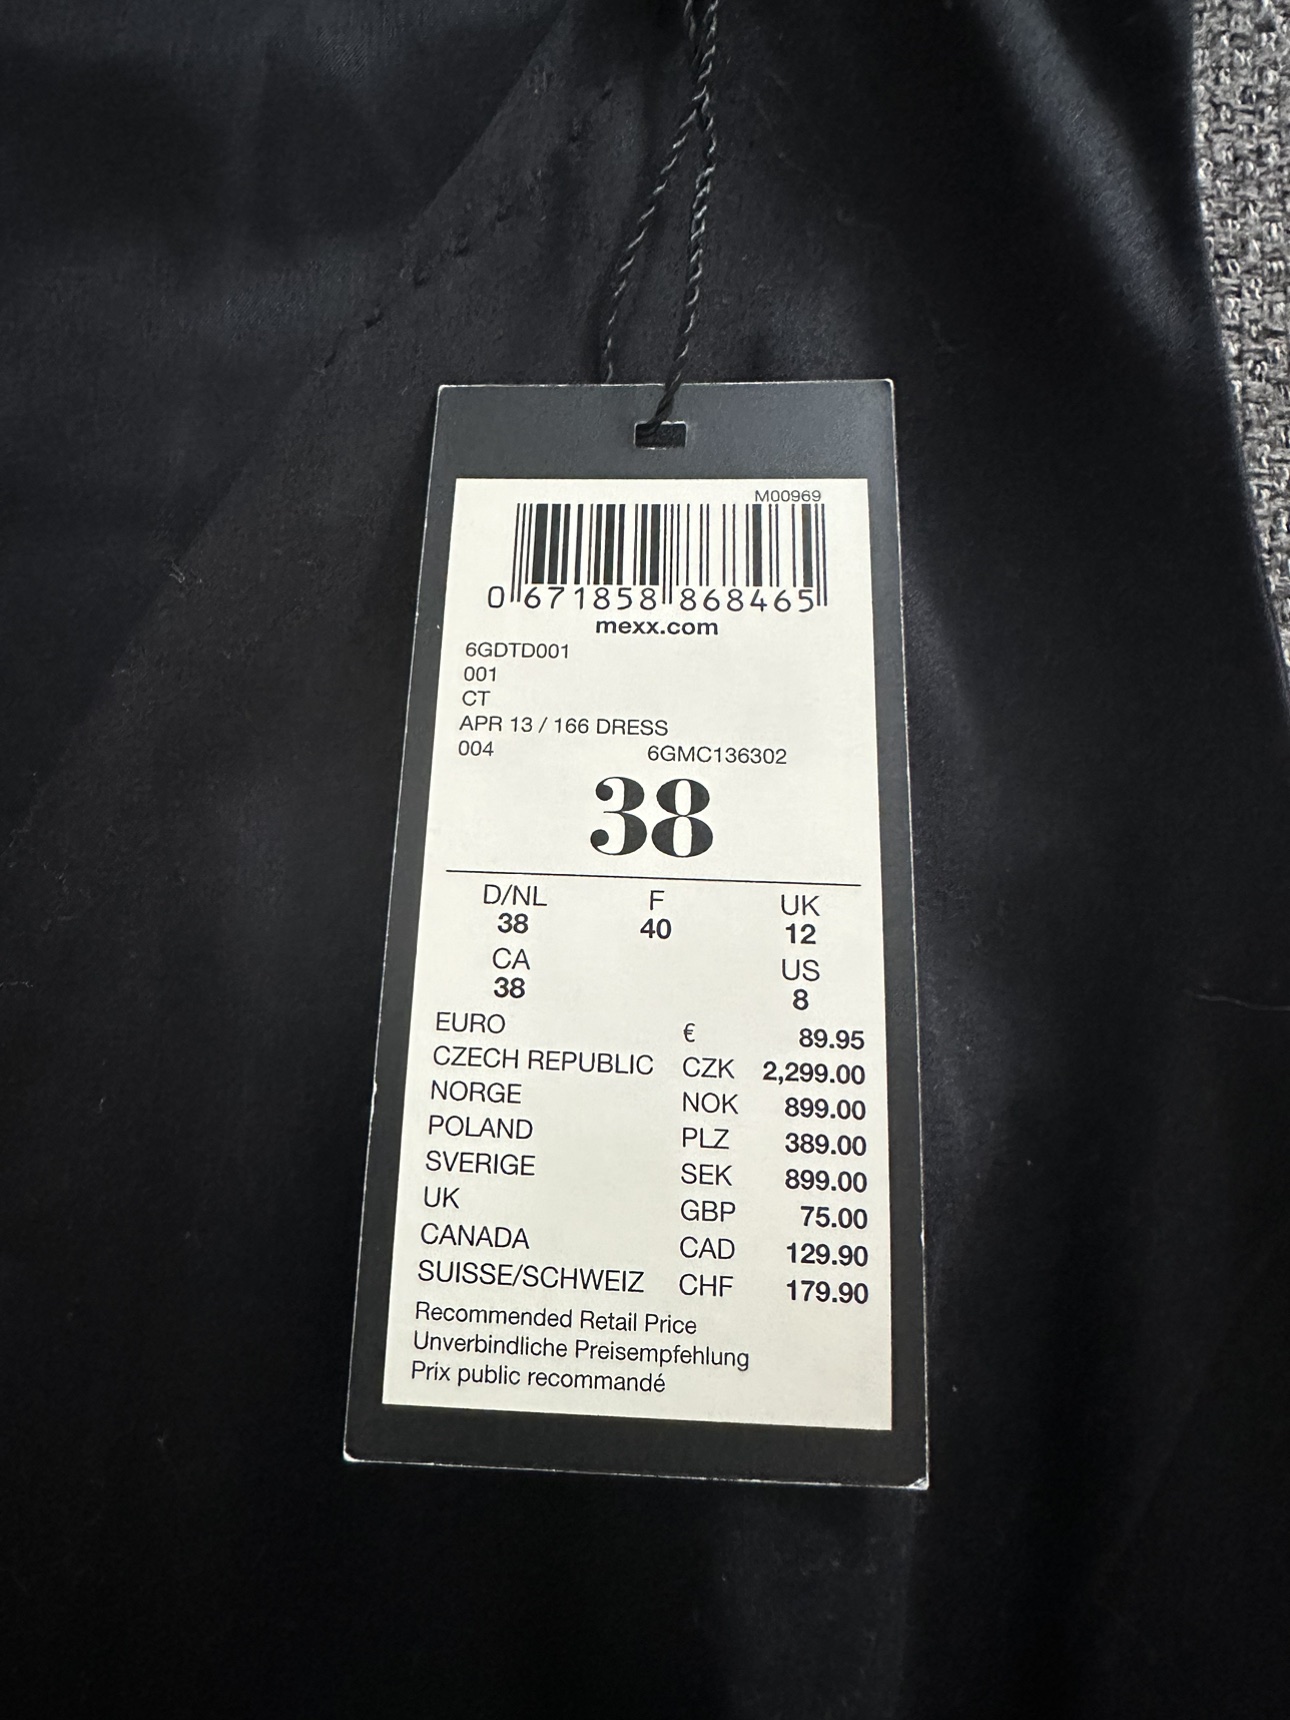 M00969
0 671858 868465
mexx.com
6GDTD001
001
CT
APR 13 / 166 DRESS
004 6GMC136302
38
D/NL F UK
38 40 12
CA US
38 8
EURO € 89.95
CZECH REPUBLIC CZK 2,299.00
NORGE NOK 899.00
POLAND PLZ 389.00
SVERIGE SEK 899.00
UK GBP 75.00
CANADA CAD 129.90
SUISSE/SCHWEIZ CHF 179.90
Recommended Retail Price
Unverbindliche Preisempfehlung
Prix public recommandé